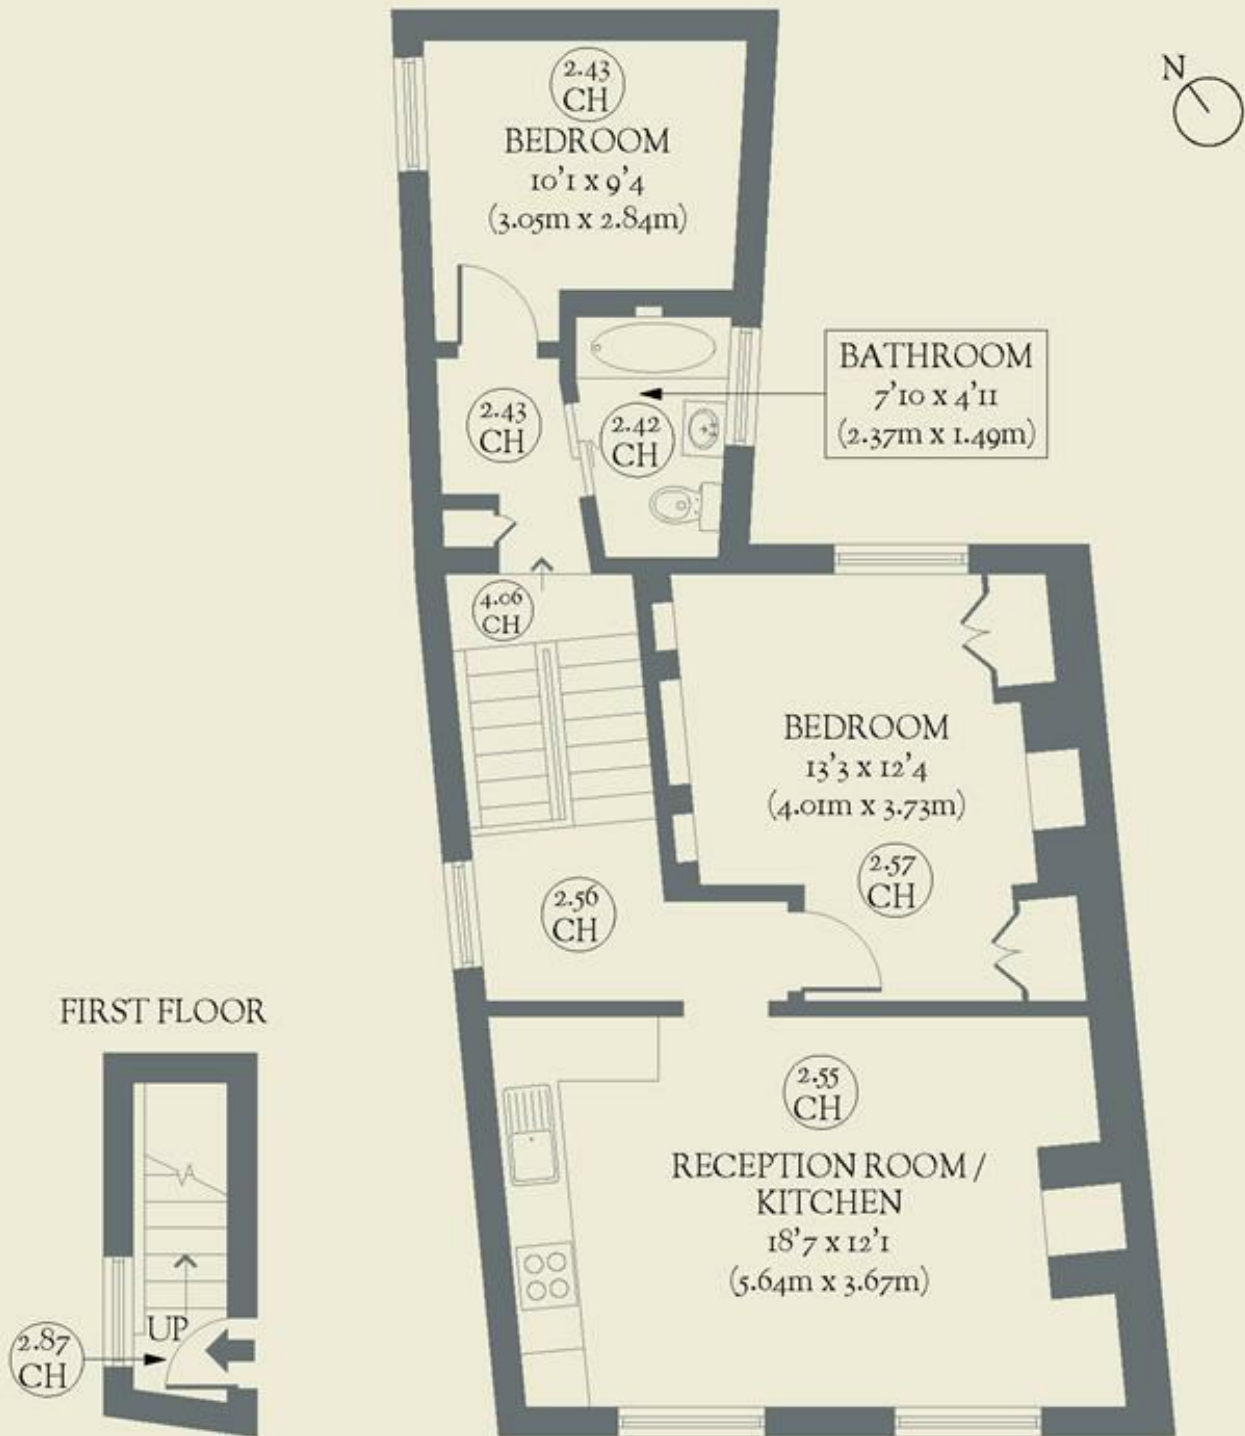 N
2.43
CH
BEDROOM
10'1 x 9'4
(3.05m x 2.84m)
BATHROOM
7'10 x 4'11
(2.37m x 1.49m)
2.43
CH
2.42
CH
4.06
CH
BEDROOM
13'3 x 12'4
(4.01m x 3.73m)
2.57
CH
2.56
CH
FIRST FLOOR
2.55
CH
RECEPTION ROOM /
KITCHEN
18'7 x 12'1
(5.64m x 3.67m)
UP
2.87
CH